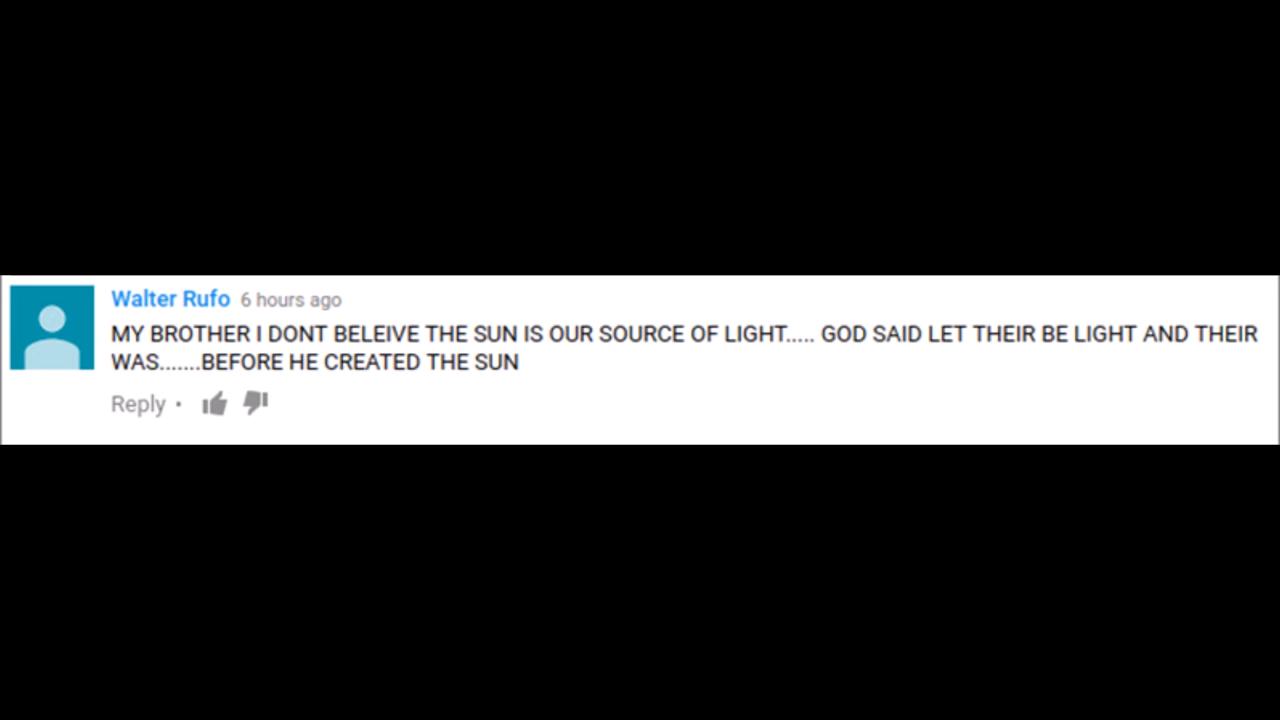 Walter Rufo 6 hours ago
MY BROTHER I DONT BELEIVE THE SUN IS OUR SOURCE OF LIGHT..... GOD SAID LET THEIR BE LIGHT AND THEIR
WAS.......BEFORE HE CREATED THE SUN
Reply •